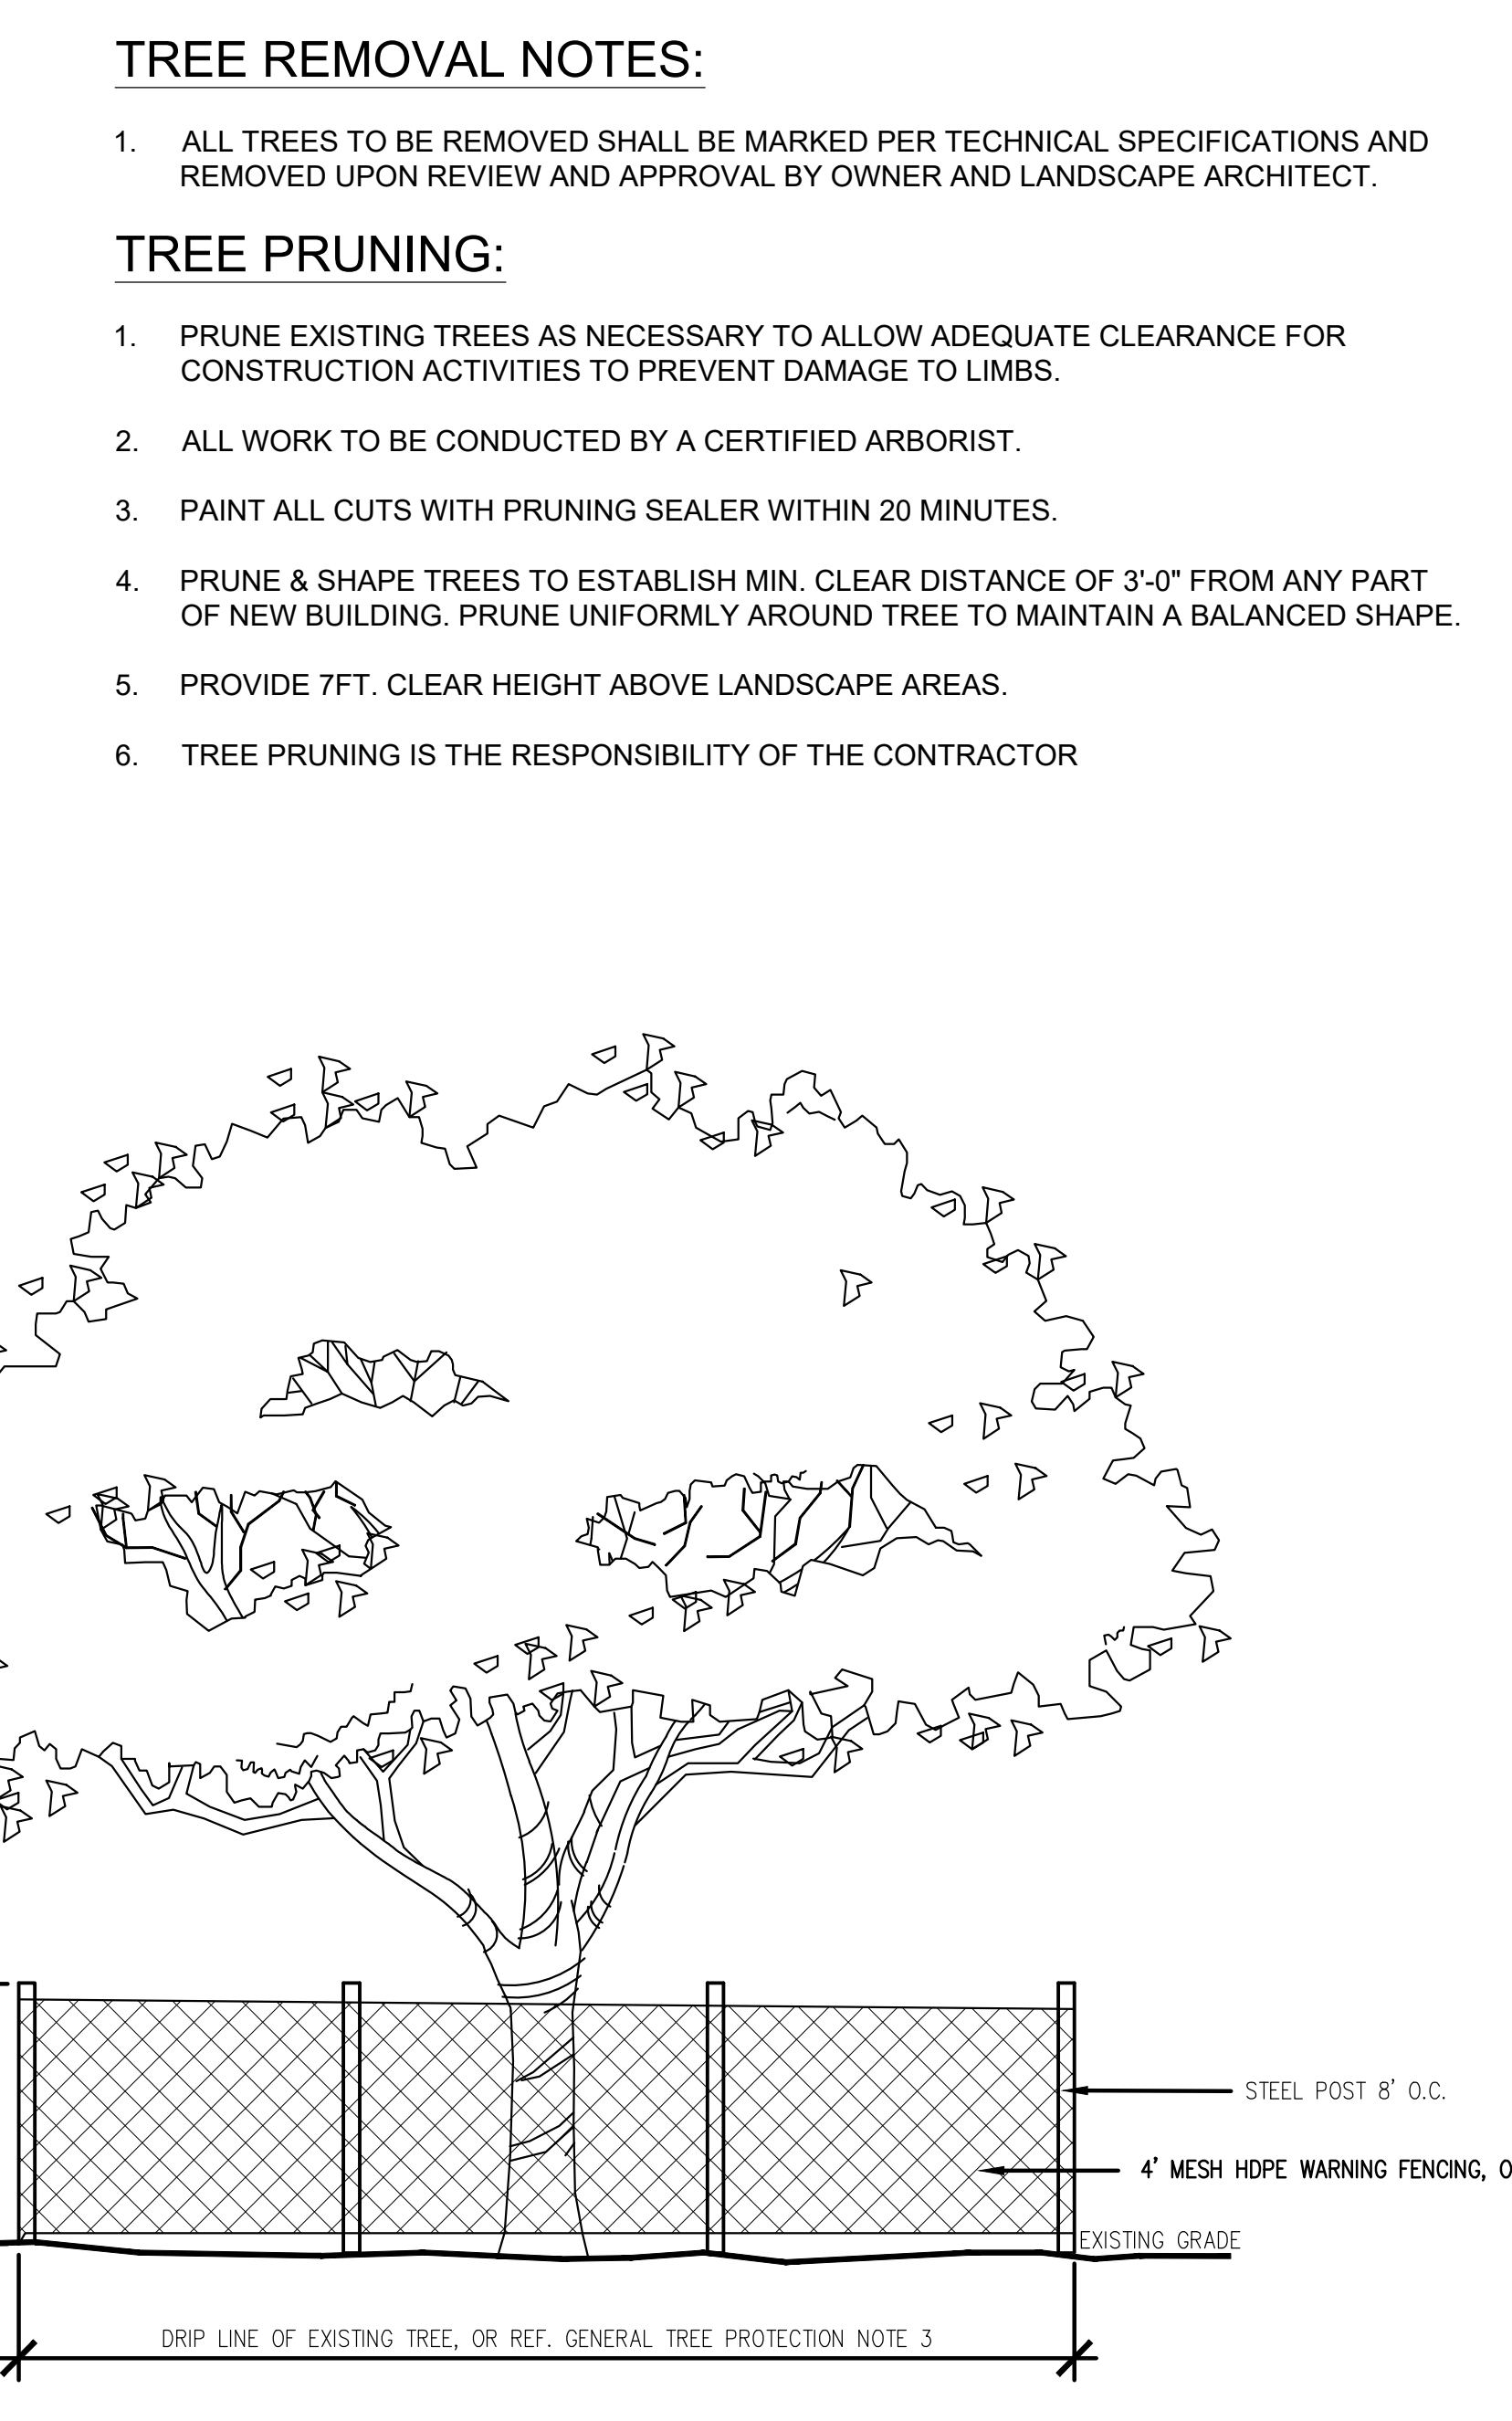 TREE REMOVAL NOTES:
1. ALL TREES TO BE REMOVED SHALL BE MARKED PER TECHNICAL SPECIFICATIONS AND
REMOVED UPON REVIEW AND APPROVAL BY OWNER AND LANDSCAPE ARCHITECT.
TREE PRUNING:
1. PRUNE EXISTING TREES AS NECESSARY TO ALLOW ADEQUATE CLEARANCE FOR
CONSTRUCTION ACTIVITIES TO PREVENT DAMAGE TO LIMBS.
2. ALL WORK TO BE CONDUCTED BY A CERTIFIED ARBORIST.
3. PAINT ALL CUTS WITH PRUNING SEALER WITHIN 20 MINUTES.
4. PRUNE & SHAPE TREES TO ESTABLISH MIN. CLEAR DISTANCE OF 3'-0" FROM ANY PART
OF NEW BUILDING. PRUNE UNIFORMLY AROUND TREE TO MAINTAIN A BALANCED SHAPE.
5. PROVIDE 7FT. CLEAR HEIGHT ABOVE LANDSCAPE AREAS.
6. TREE PRUNING IS THE RESPONSIBILITY OF THE CONTRACTOR
STEEL POST 8' O.C.
4' MESH HDPE WARNING FENCING,
EXISTING GRADE
DRIP LINE OF EXISTING TREE, OR REF. GENERAL TREE PROTECTION NOTE 3